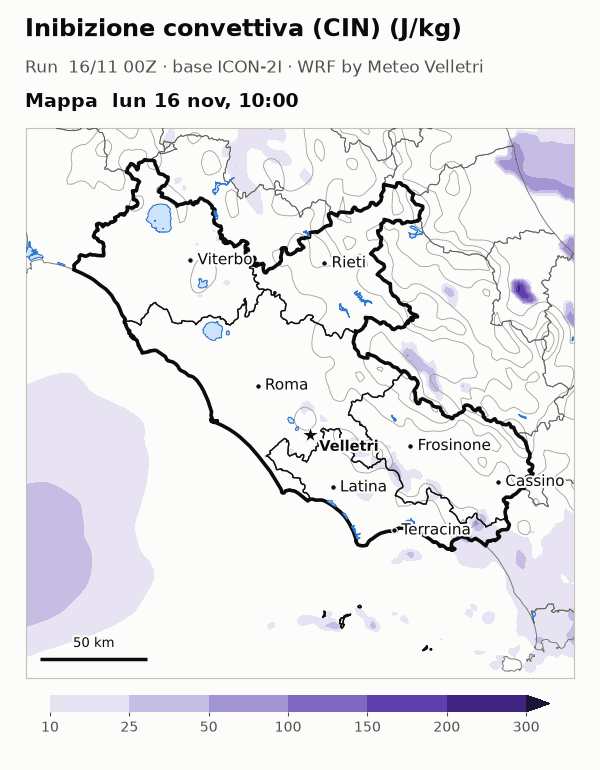 Inibizione convettiva (CIN) (J/kg)
Run  16/11 00Z · base ICON-2I · WRF by Meteo Velletri
Mappa  lun 16 nov, 10:00
Viterbo
Rieti
Roma
Velletri
Frosinone
Latina
Cassino
Terracina
50 km
10 25 50 100 150 200 300